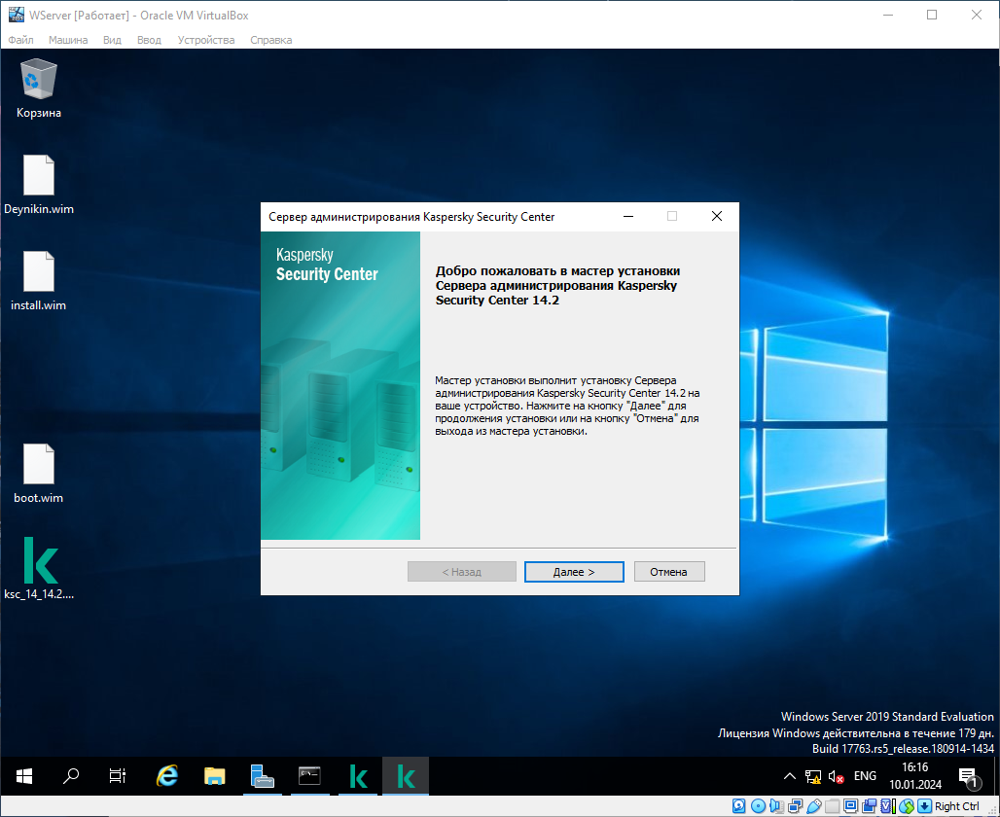 WServer [Работает] - Oracle VM VirtualBox
Файл Машина Вид Ввод Устройства Справка
Корзина
Deynikin.wim
install.wim
boot.wim
ksc_14_14.2....
Сервер администрирования Kaspersky Security Center
Kaspersky
Security Center
Добро пожаловать в мастер установки
Сервера администрирования Kaspersky
Security Center 14.2
Мастер установки выполнит установку Сервера
администрирования Kaspersky Security Center 14.2 на
ваше устройство. Нажмите на кнопку "Далее" для
продолжения установки или на кнопку "Отмена" для
выхода из мастера установки.
< Назад Далее > Отмена
Windows Server 2019 Standard Evaluation
Лицензия Windows действительна в течение 179 дн.
Build 17763.rs5_release.180914-1434
ENG
16:16
10.01.2024
1
Right Ctrl